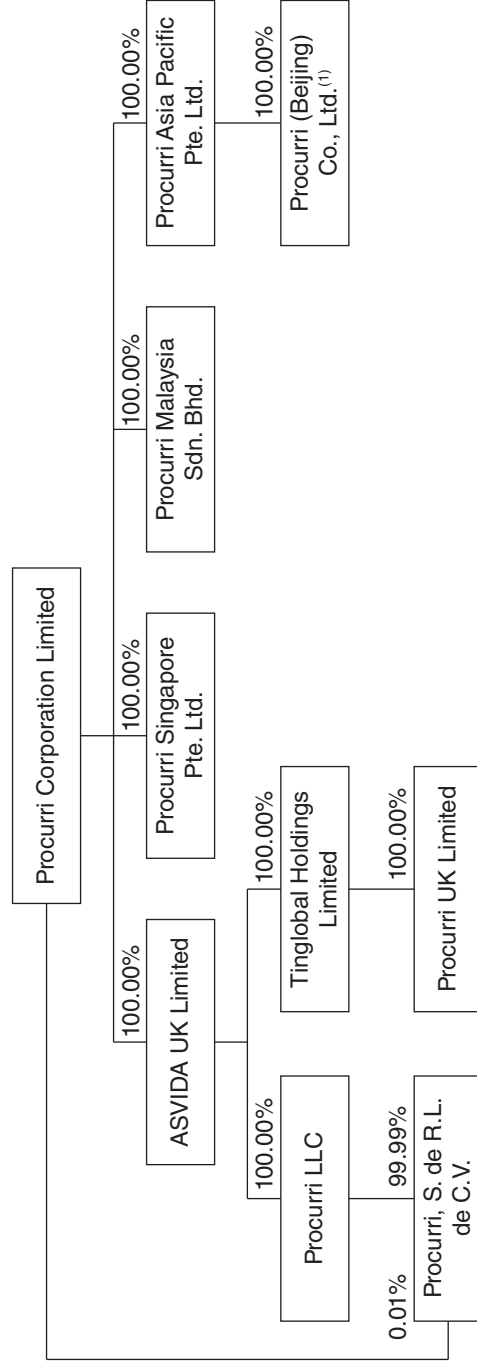 Procurri Corporation Limited
100.00%
100.00%
100.00%
100.00%
ASVIDA UK Limited
Procurri Singapore
Pte. Ltd.
Procurri Malaysia
Sdn. Bhd.
Procurri Asia Pacific
Pte. Ltd.
100.00%
100.00%
100.00%
Procurri LLC
Tinglobal Holdings
Limited
Procurri (Beijing)
Co., Ltd.(1)
0.01%
99.99%
100.00%
Procurri, S. de R.L.
de C.V.
Procurri UK Limited